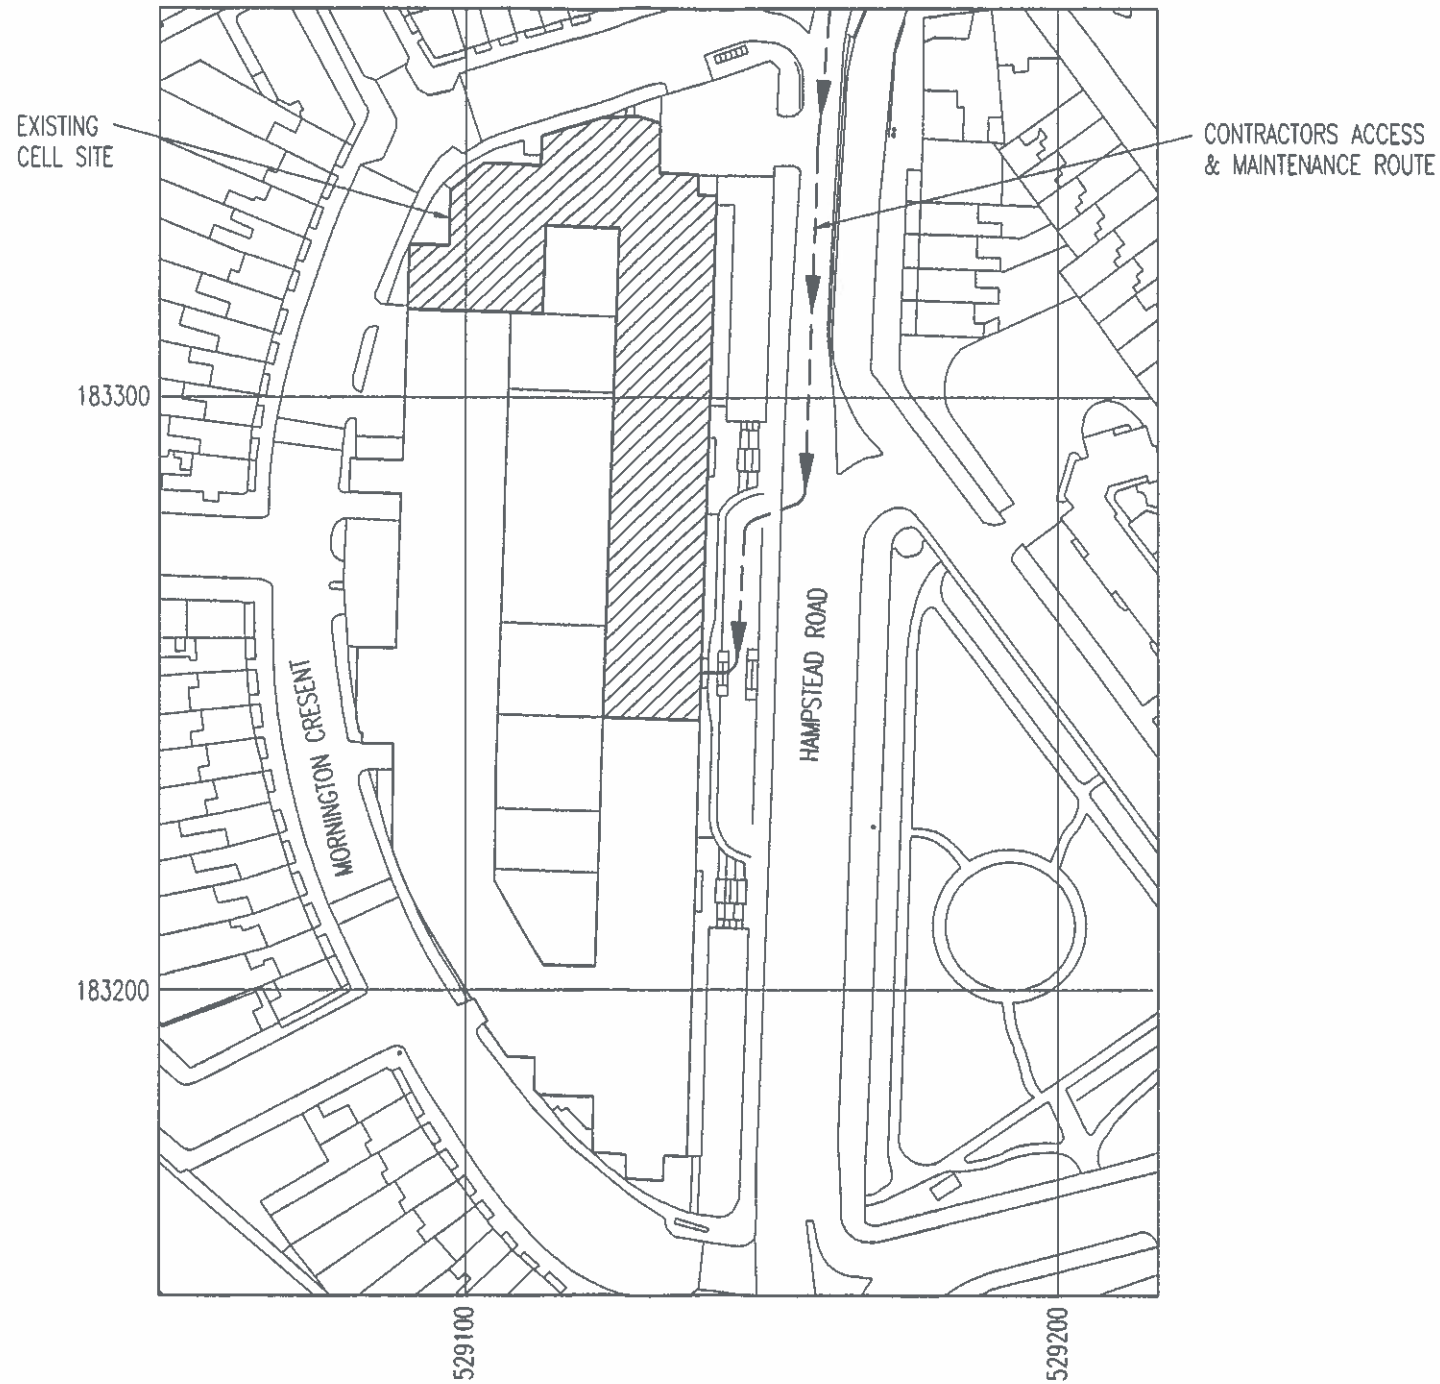 EXISTING
CELL SITE
CONTRACTORS ACCESS
& MAINTENANCE ROUTE
183300
HAMPSTEAD ROAD
MORNINGTON CRESENT
183200
529100
529200